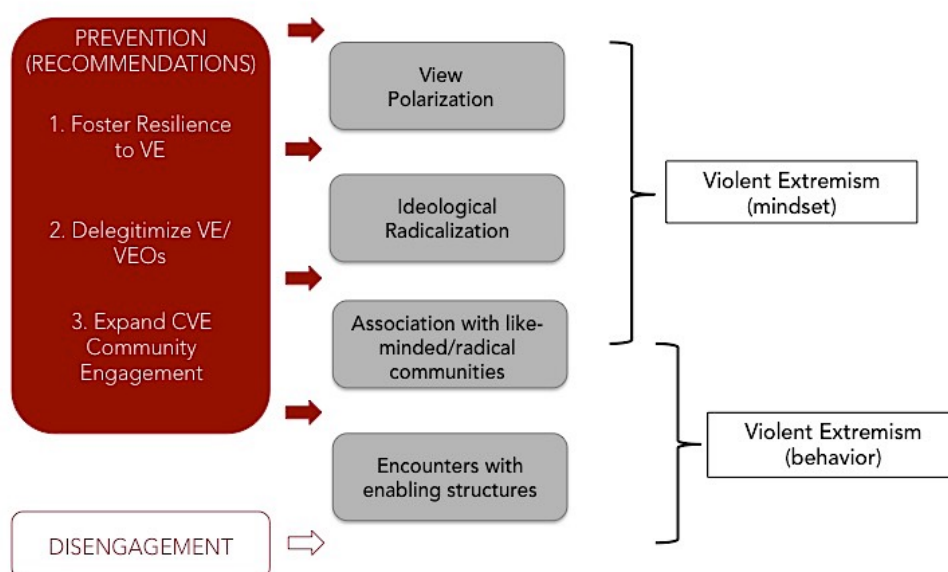 PREVENTION
(RECOMMENDATIONS)
1. Foster Resilience
to VE
2. Delegitimize VE/
VEOs
3. Expand CVE
Community
Engagement
DISENGAGEMENT
View
Polarization
Ideological
Radicalization
Association with like-
minded/radical
communities
Encounters with
enabling structures
Violent Extremism
(mindset)
Violent Extremism
(behavior)